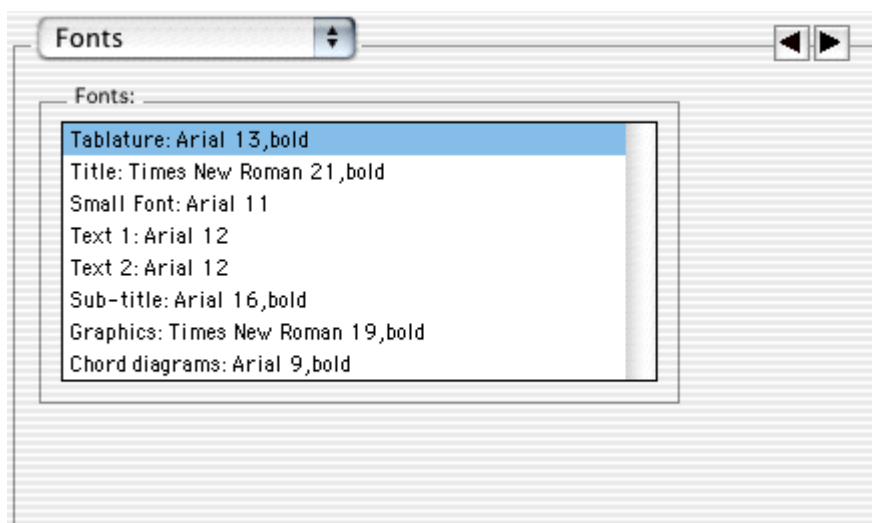 Fonts
Fonts:
Tablature: Arial 13,bold
Title: Times New Roman 21,bold
Small Font: Arial 11
Text 1: Arial 12
Text 2: Arial 12
Sub-title: Arial 16,bold
Graphics: Times New Roman 19,bold
Chord diagrams: Arial 9,bold